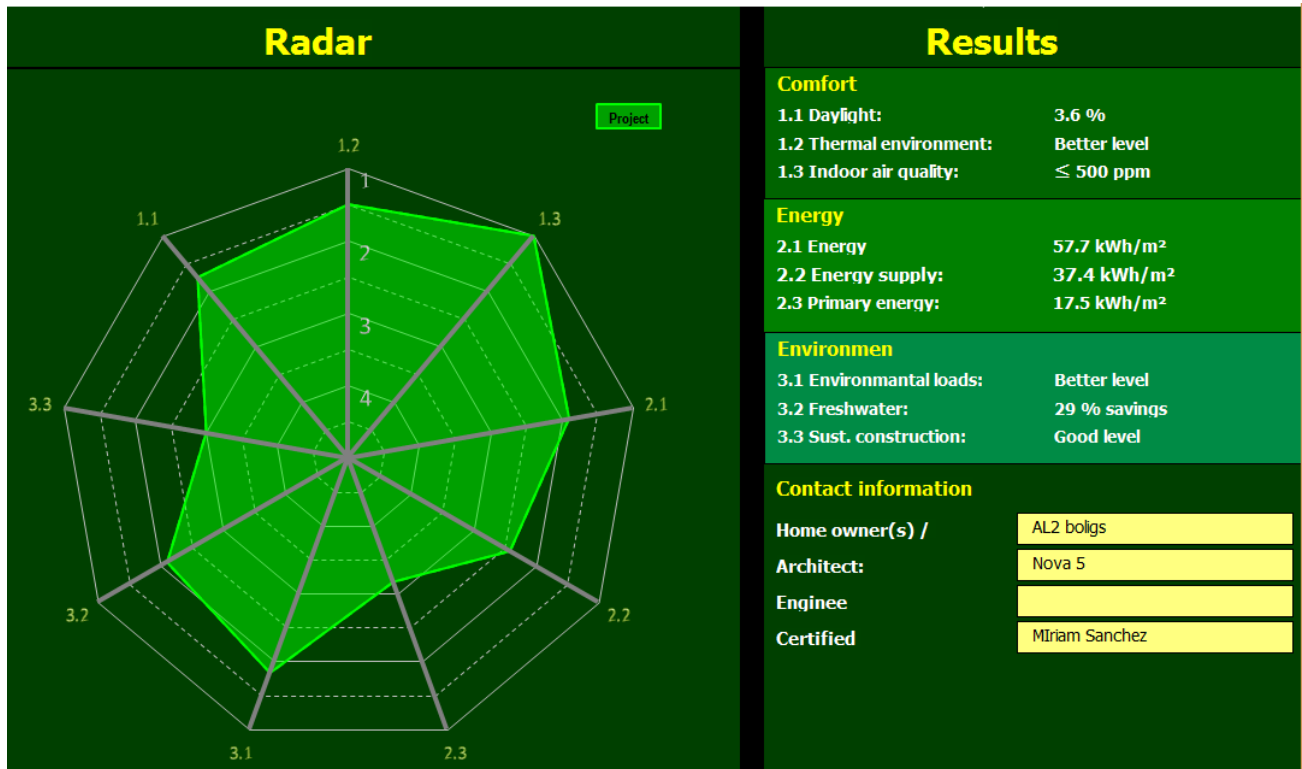 Radar
Project
1.2
1
1.1
1.3
2
3
4
3.3
2.1
3.2
2.2
3.1
2.3
Results
Comfort
1.1 Daylight: 3.6 %
1.2 Thermal environment: Better level
1.3 Indoor air quality: ≤ 500 ppm
Energy
2.1 Energy 57.7 kWh/m²
2.2 Energy supply: 37.4 kWh/m²
2.3 Primary energy: 17.5 kWh/m²
Environmen
3.1 Environmantal loads: Better level
3.2 Freshwater: 29 % savings
3.3 Sust. construction: Good level
Contact information
Home owner(s) / AL2 boligs
Architect: Nova 5
Enginee
Certified MIriam Sanchez